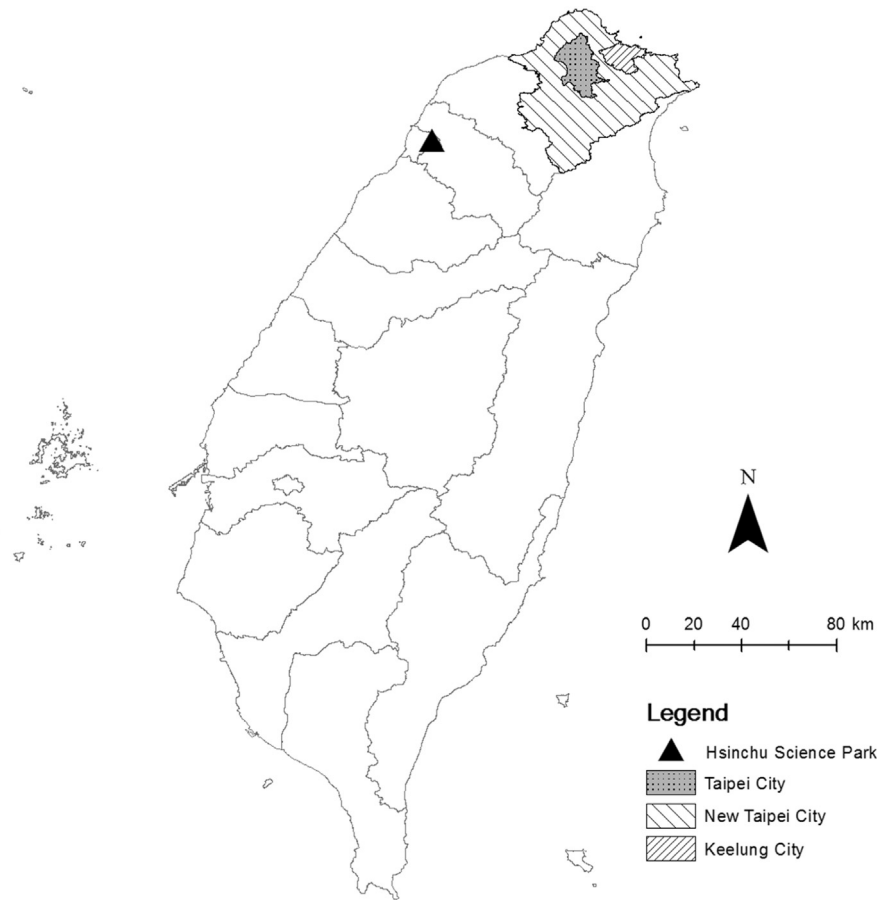 N
0 20 40 80 km
Legend
Hsinchu Science Park
Taipei City
New Taipei City
Keelung City